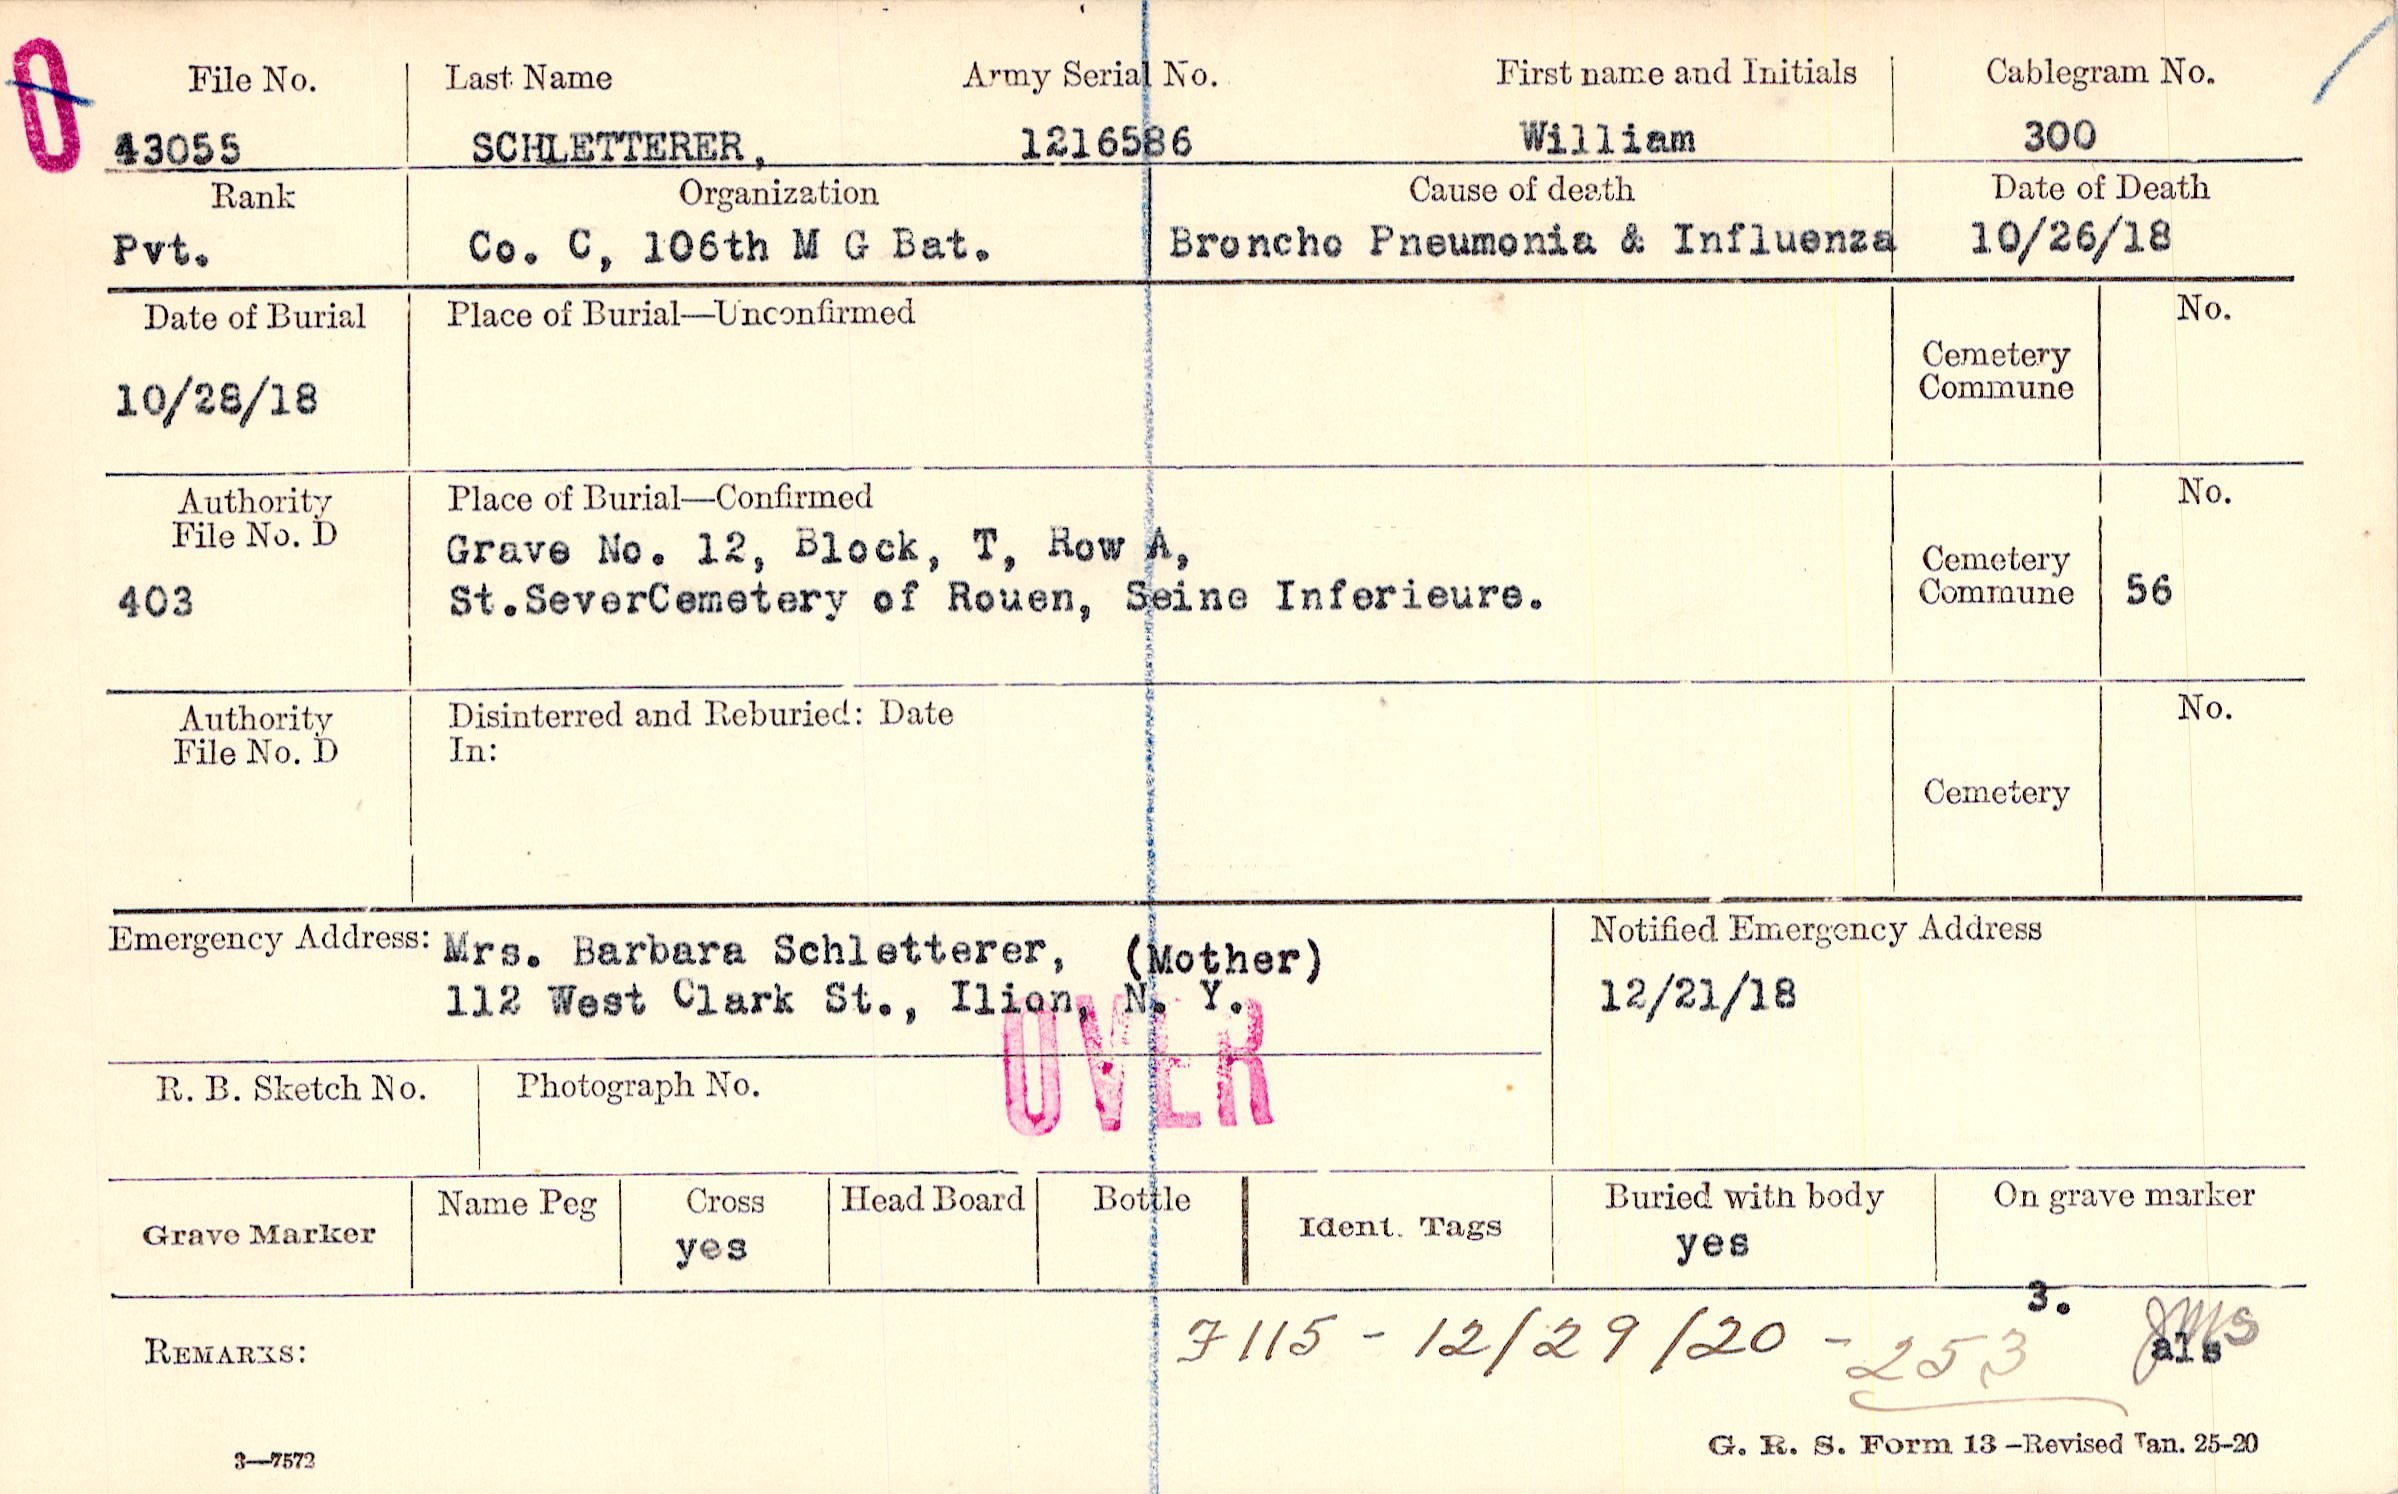 O
File No. Last Name Army Serial No. First name and Initials Cablegram No.
43055 SCHLETTERER, 1216586 William 300
Rank Organization Cause of death Date of Death
Pvt. Co. C, 106th M G Bat. Broncho Pneumonia & Influenza 10/26/18
Date of Burial Place of Burial—Unconfirmed No.
Cemetery
Commune
10/28/18
Authority Place of Burial—Confirmed No.
File No. D
Grave No. 12, Block, T, Row A,
Cemetery
403 St.SeverCemetery of Rouen, Seine Inferieure. Commune 56
Authority Disinterred and Reburied: Date No.
File No. D In:
Cemetery
Emergency Address: Mrs. Barbara Schletterer, (Mother) Notified Emergency Address
112 West Clark St., Ilion, N. Y. 12/21/18
OVER
R. B. Sketch No. Photograph No.
Name Peg Cross Head Board Bottle Buried with body On grave marker
Grave Marker yes Ident. Tags yes
3.
REMARKS: 7115 - 12/29/20 - 253 als
3—7572 G. R. S. Form 13—Revised Jan. 25-20